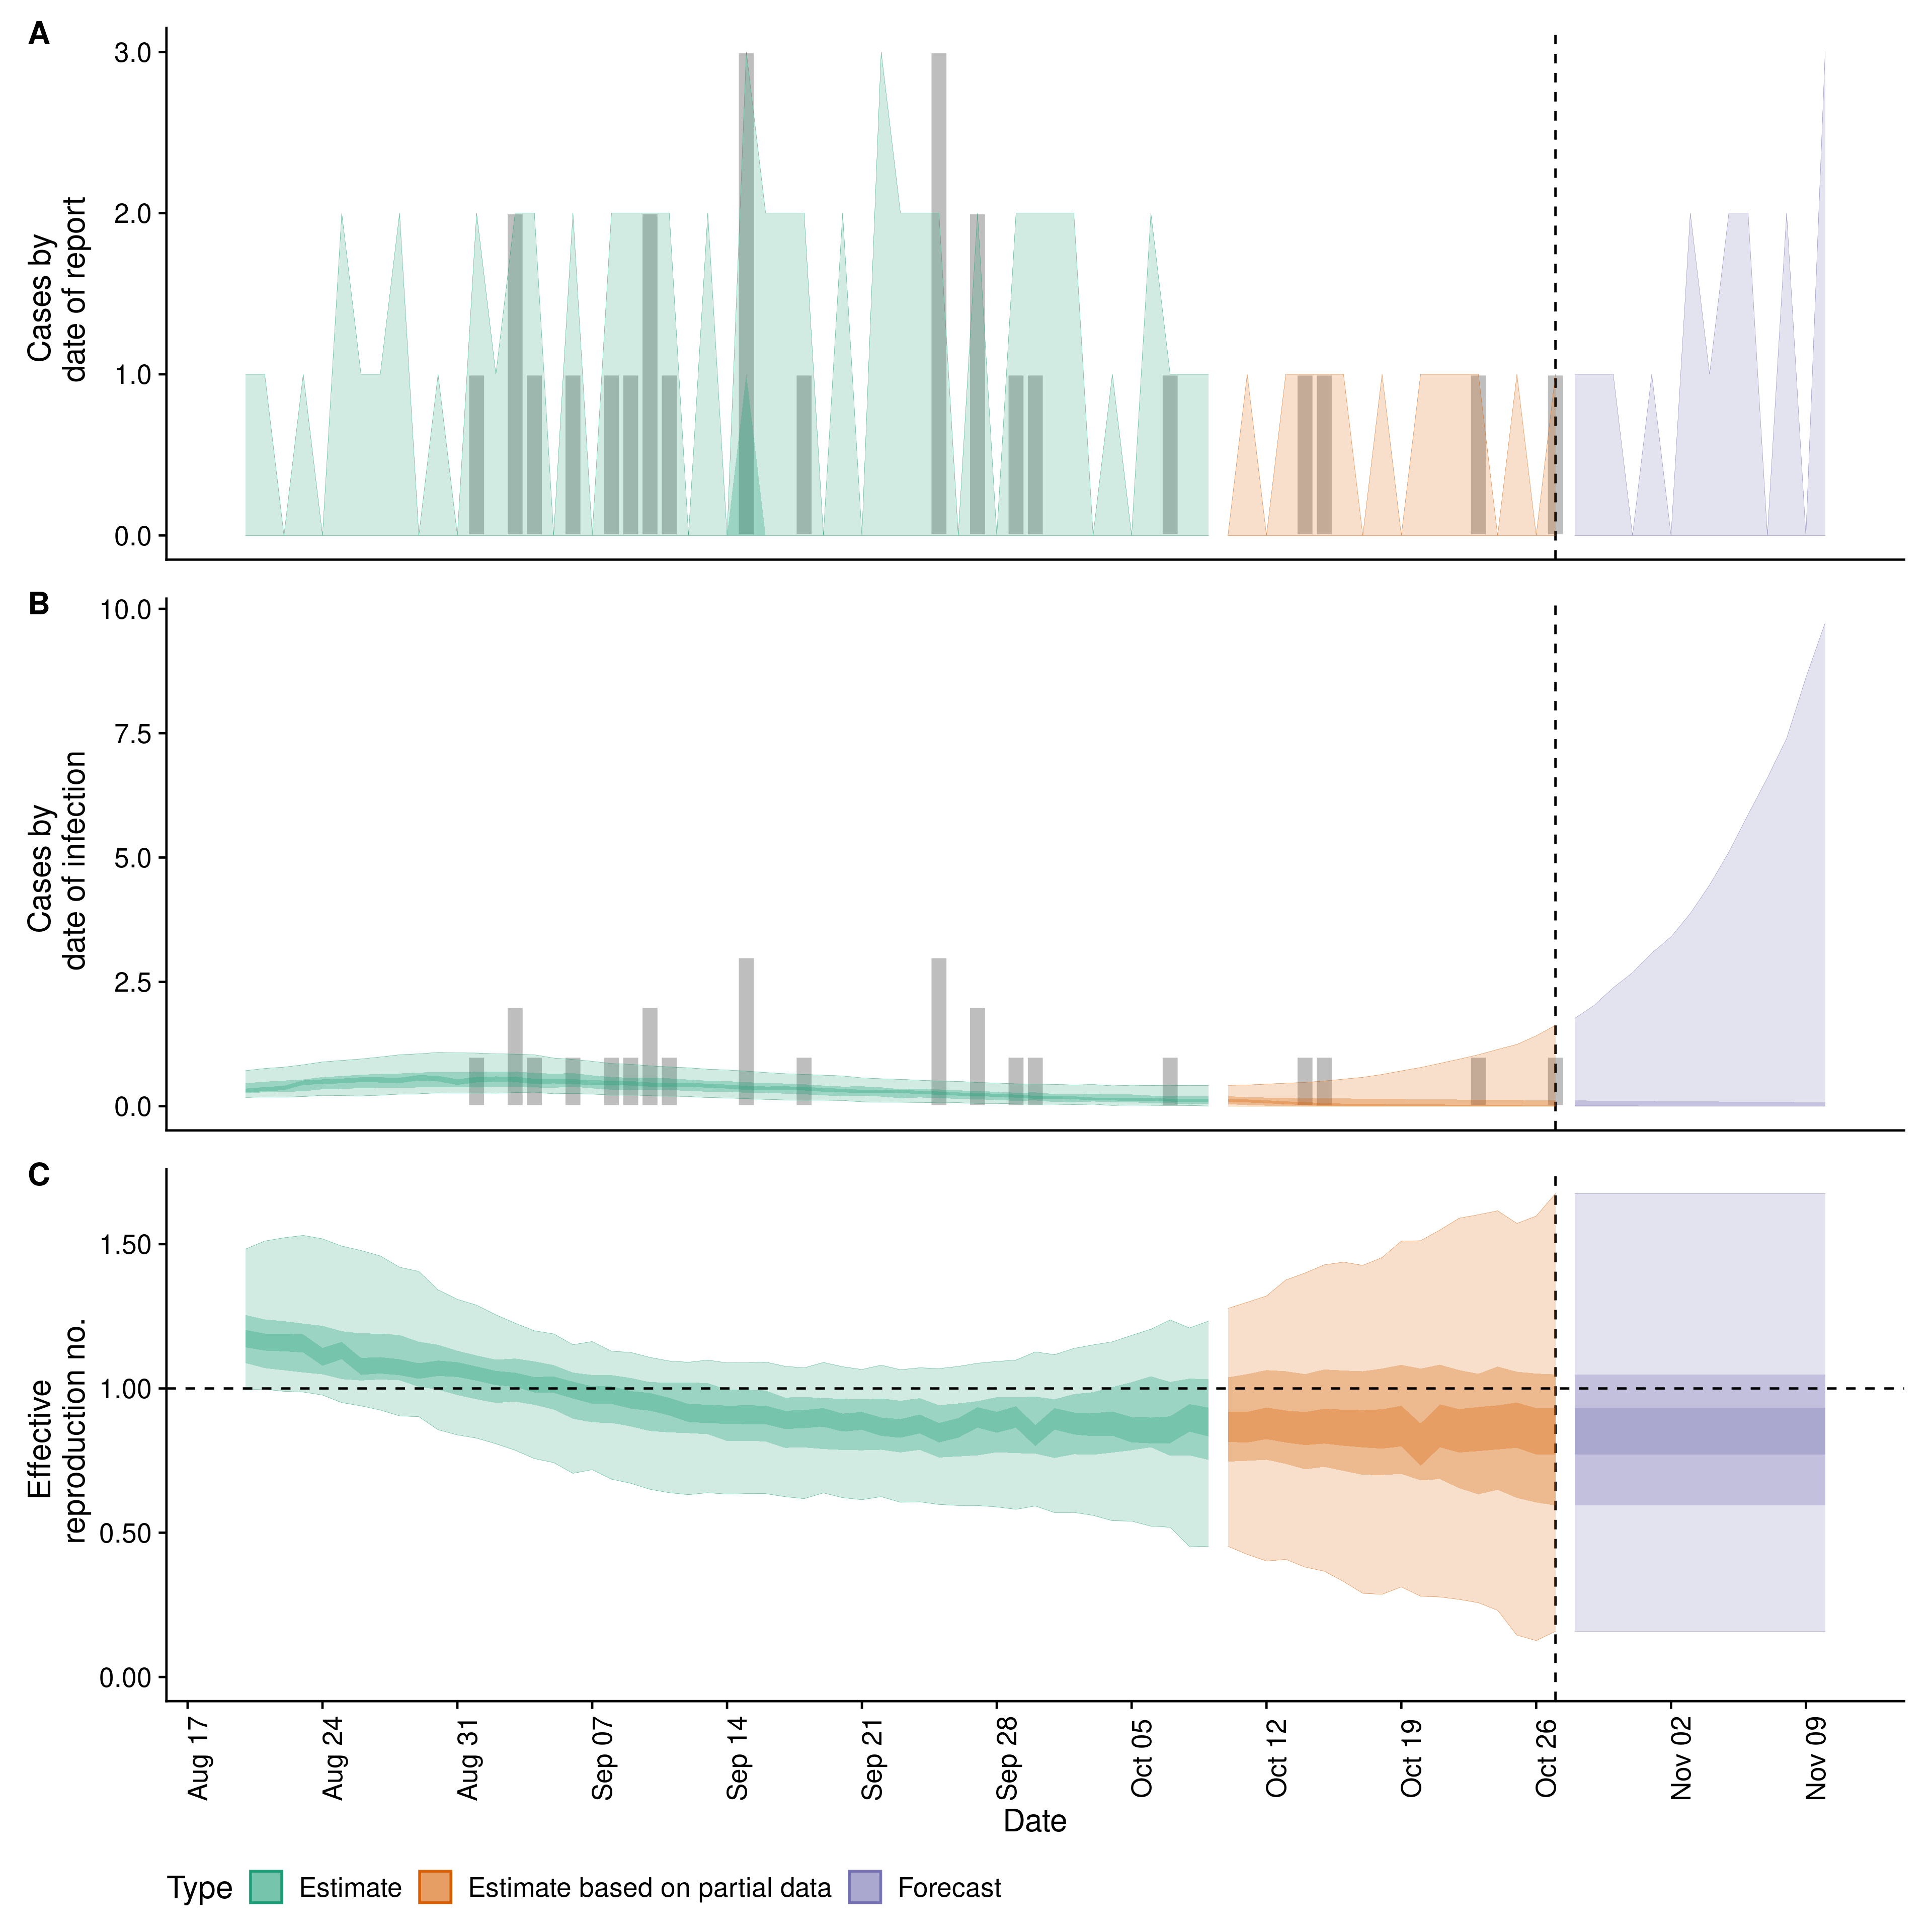 A
3.0
2.0
1.0
0.0
Cases by
date of report
B
10.0
7.5
5.0
2.5
0.0
Cases by
date of infection
C
1.50
1.00
0.50
0.00
Effective
reproduction no.
Aug 17
Aug 24
Aug 31
Sep 07
Sep 14
Sep 21
Sep 28
Oct 05
Oct 12
Oct 19
Oct 26
Nov 02
Nov 09
Date
Type Estimate Estimate based on partial data Forecast